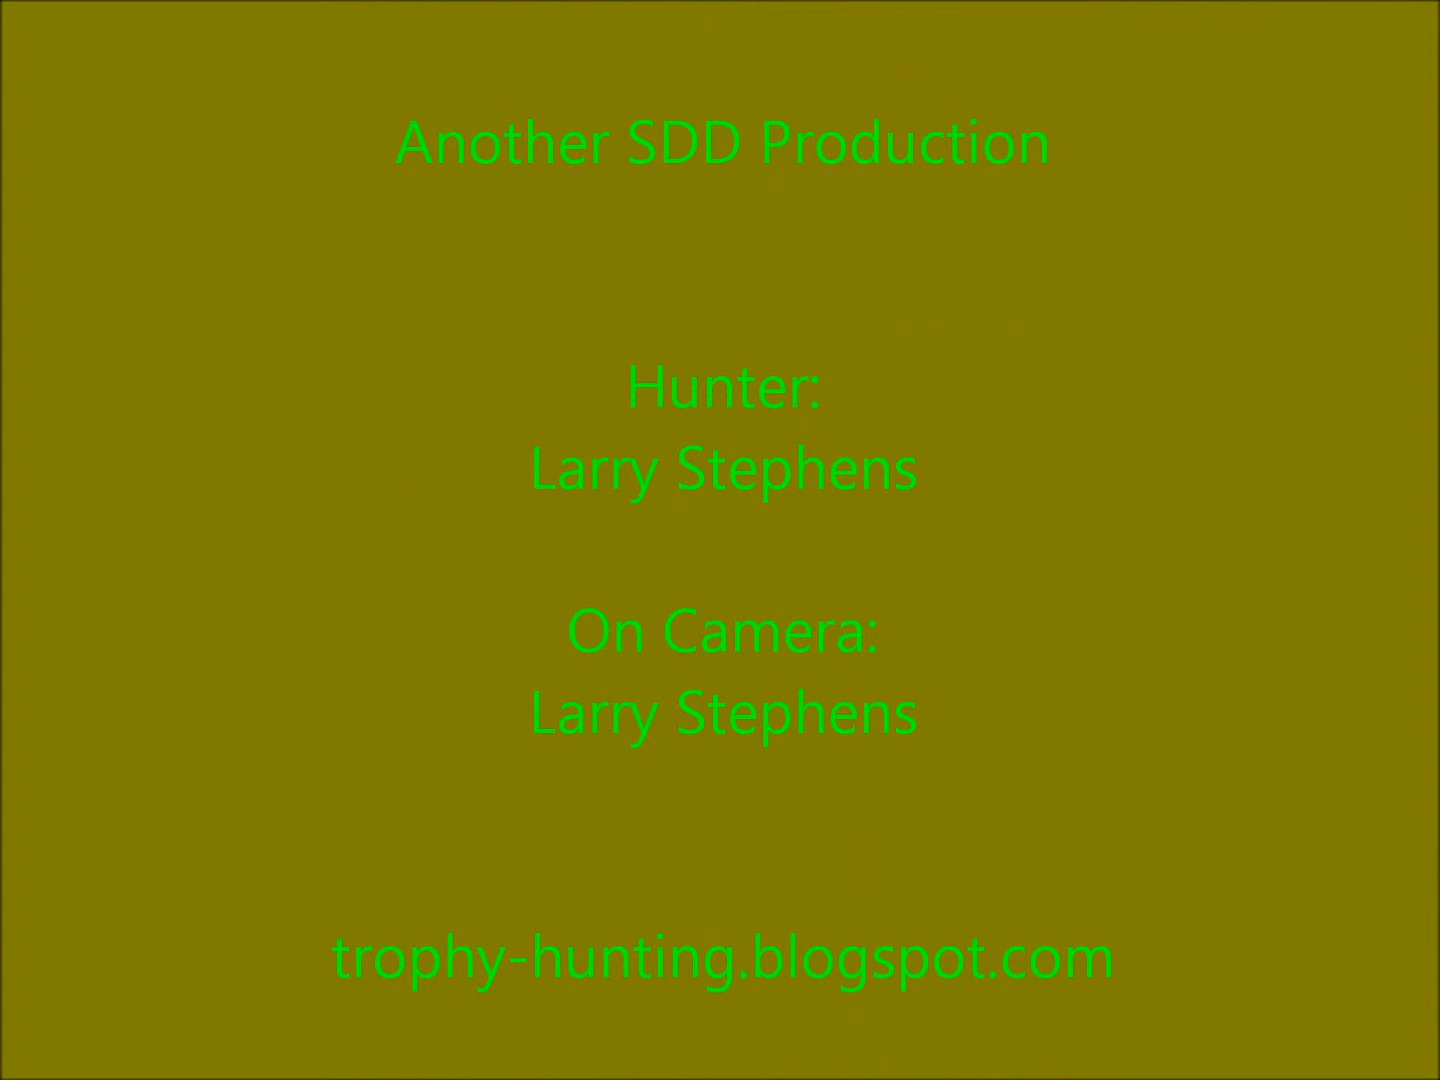 Another SDD Production
Hunter:
Larry Stephens
On Camera:
Larry Stephens
trophy-hunting.blogspot.com